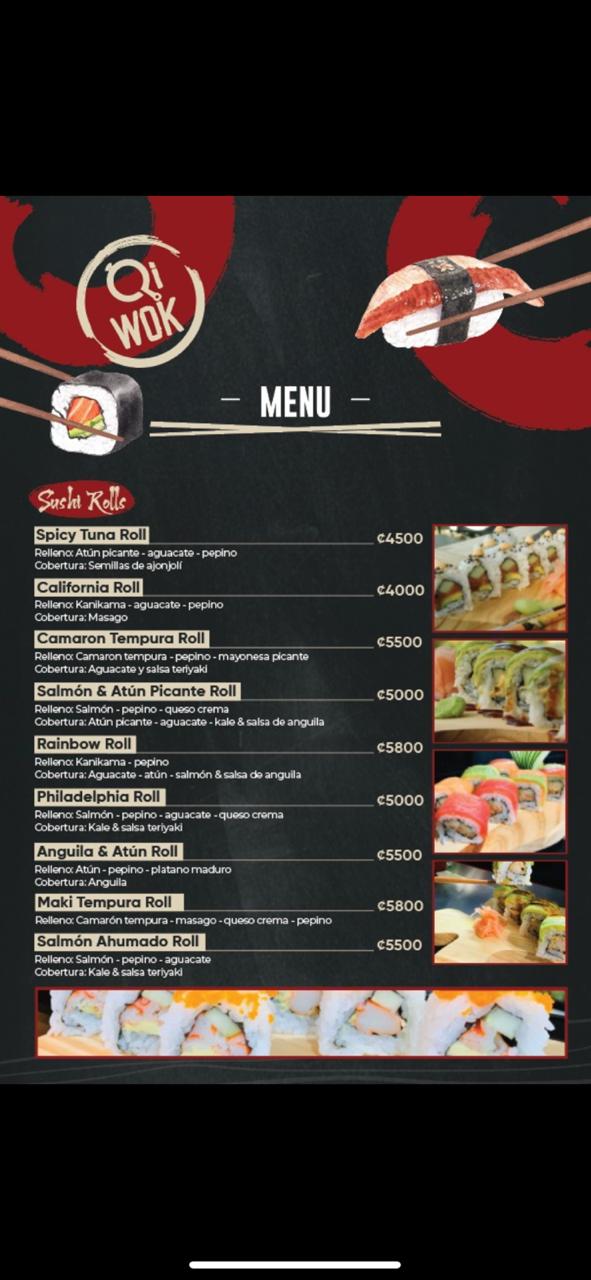 Qi
WOK
MENU
Sushi Rolls
Spicy Tuna Roll ₡4500
Relleno: Atún picante - aguacate - pepino
Cobertura: Semillas de ajonjolí
California Roll ₡4000
Relleno: Kanikama - aguacate - pepino
Cobertura: Masago
Camaron Tempura Roll ₡5500
Relleno: Camaron tempura - pepino - mayonesa picante
Cobertura: Aguacate y salsa teriyaki
Salmón & Atún Picante Roll ₡5000
Relleno: Salmón - pepino - queso crema
Cobertura: Atún picante - aguacate - kale & salsa de anguila
Rainbow Roll ₡5800
Relleno: Kanikama - pepino
Cobertura: Aguacate - atún - salmón & salsa de anguila
Philadelphia Roll ₡5000
Relleno: Salmón - pepino - aguacate - queso crema
Cobertura: Kale & salsa teriyaki
Anguila & Atún Roll ₡5500
Relleno: Atún - pepino - platano maduro
Cobertura: Anguila
Maki Tempura Roll ₡5800
Relleno: Camarón tempura - masago - queso crema - pepino
Salmón Ahumado Roll ₡5500
Relleno: Salmón - pepino - aguacate
Cobertura: Kale & salsa teriyaki